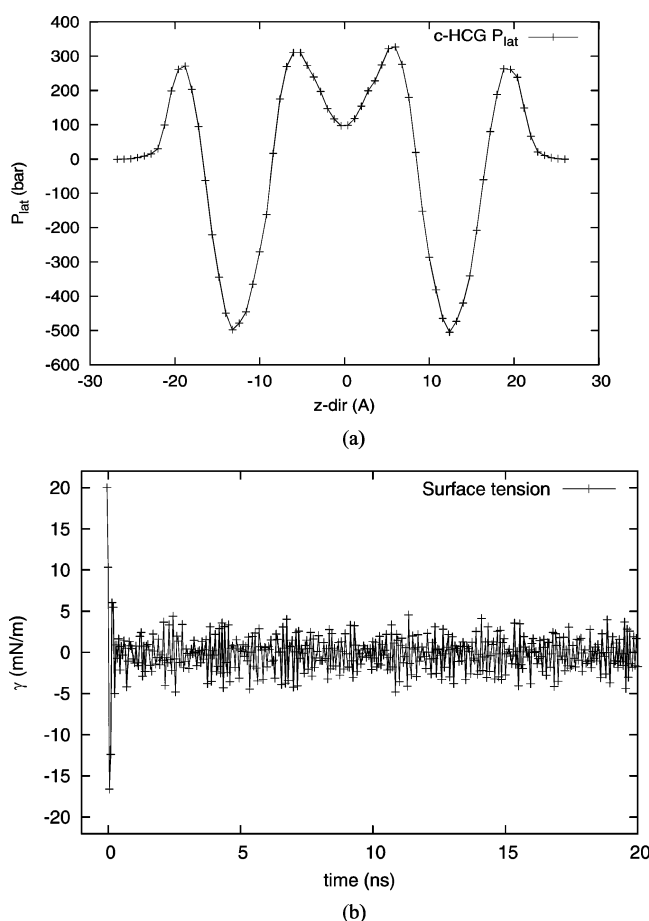 400
300
200
100
0
-100
-200
-300
-400
-500
-600
P_lat (bar)
c-HCG P_lat
-30 -20 -10 0 10 20 30
z-dir (A)
(a)
20
15
10
5
0
-5
-10
-15
-20
γ (mN/m)
Surface tension
0 5 10 15 20
time (ns)
(b)